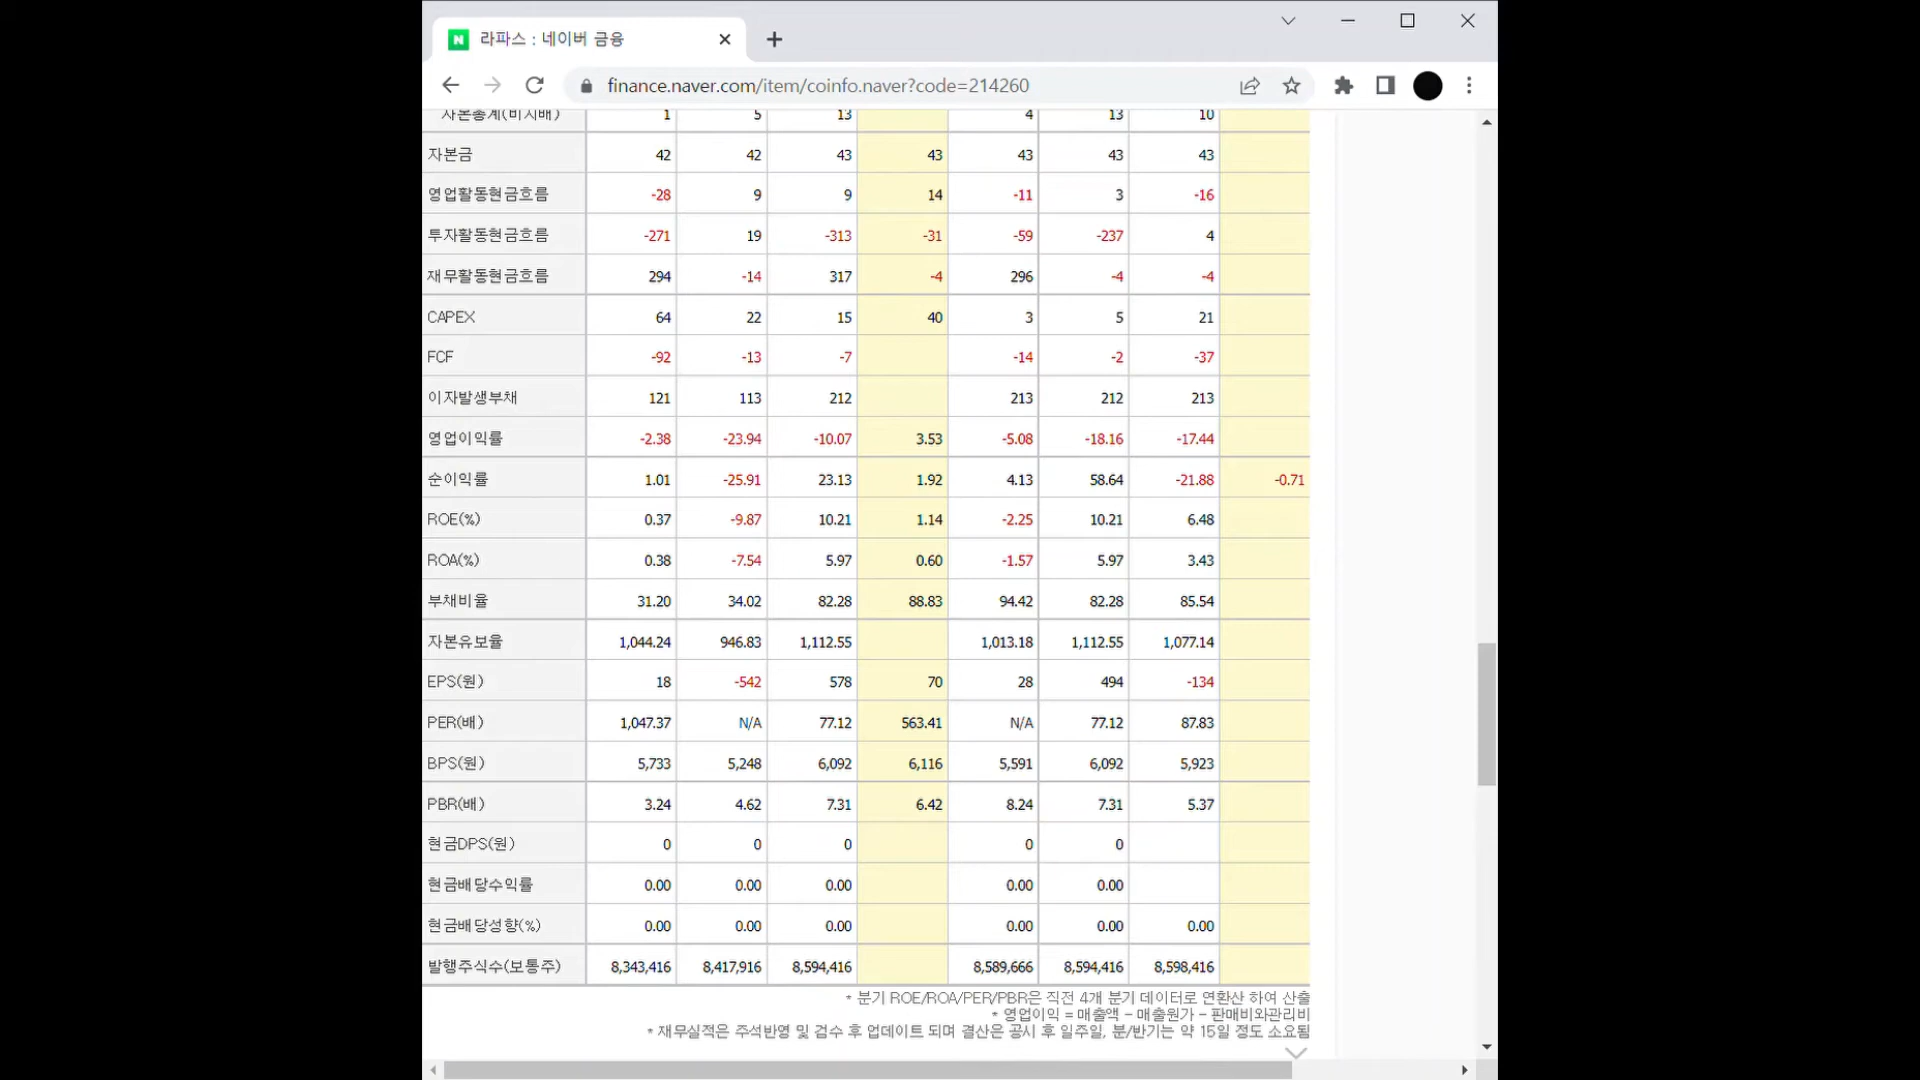 라파스 : 네이버 금융
finance.naver.com/item/coinfo.naver?code=214260
자본총계(비지배) 1 5 13 4 13 10
자본금 42 42 43 43 43 43 43
영업활동현금흐름 -28 9 9 14 -11 3 -16
투자활동현금흐름 -271 19 -313 -31 -59 -237 4
재무활동현금흐름 294 -14 317 -4 296 -4 -4
CAPEX 64 22 15 40 3 5 21
FCF -92 -13 -7 -14 -2 -37
이자발생부채 121 113 212 213 212 213
영업이익률 -2.38 -23.94 -10.07 3.53 -5.08 -18.16 -17.44
순이익률 1.01 -25.91 23.13 1.92 4.13 58.64 -21.88 -0.71
ROE(%) 0.37 -9.87 10.21 1.14 -2.25 10.21 6.48
ROA(%) 0.38 -7.54 5.97 0.60 -1.57 5.97 3.43
부채비율 31.20 34.02 82.28 88.83 94.42 82.28 85.54
자본유보율 1,044.24 946.83 1,112.55 1,013.18 1,112.55 1,077.14
EPS(원) 18 -542 578 70 28 494 -134
PER(배) 1,047.37 N/A 77.12 563.41 N/A 77.12 87.83
BPS(원) 5,733 5,248 6,092 6,116 5,591 6,092 5,923
PBR(배) 3.24 4.62 7.31 6.42 8.24 7.31 5.37
현금DPS(원) 0 0 0 0 0
현금배당수익률 0.00 0.00 0.00 0.00 0.00
현금배당성향(%) 0.00 0.00 0.00 0.00 0.00 0.00
발행주식수(보통주) 8,343,416 8,417,916 8,594,416 8,589,666 8,594,416 8,598,416
* 분기 ROE/ROA/PER/PBR은 직전 4개 분기 데이터로 연환산 하여 산출
* 영업이익 = 매출액 - 매출원가 - 판매비와관리비
* 재무실적은 주석반영 및 검수 후 업데이트 되며 결산은 공시 후 일주일, 분/반기는 약 15일 정도 소요됨